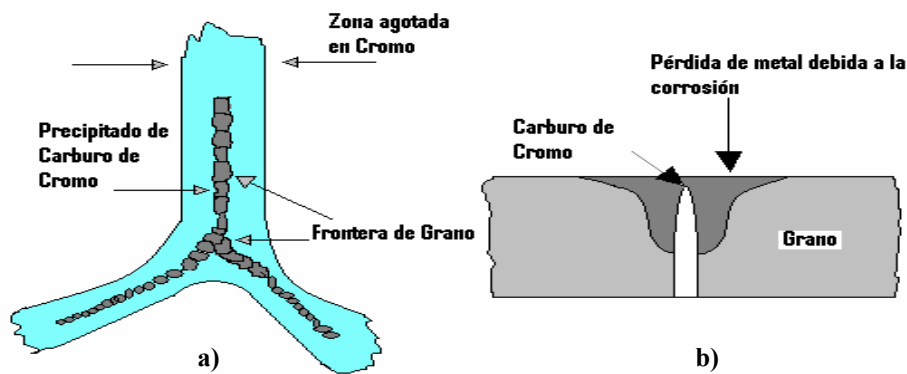 Zona agotada
en Cromo
Precipitado de
Carburo de
Cromo
Frontera de Grano
a)
Pérdida de metal debida a la
corrosión
Carburo de
Cromo
Grano
b)